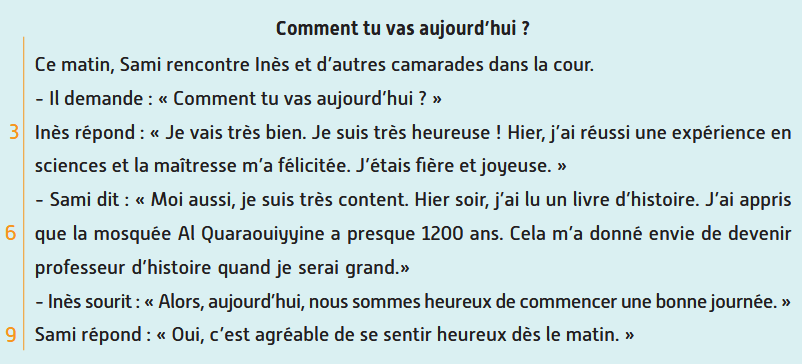 Comment tu vas aujourd’hui ?
Ce matin, Sami rencontre Inès et d’autres camarades dans la cour.
– Il demande : « Comment tu vas aujourd’hui ? »
3 Inès répond : « Je vais très bien. Je suis très heureuse ! Hier, j’ai réussi une expérience en
sciences et la maîtresse m’a félicitée. J’étais fière et joyeuse. »
– Sami dit : « Moi aussi, je suis très content. Hier soir, j’ai lu un livre d’histoire. J’ai appris
6 que la mosquée Al Quaraouiyyine a presque 1200 ans. Cela m’a donné envie de devenir
professeur d’histoire quand je serai grand.»
– Inès sourit : « Alors, aujourd’hui, nous sommes heureux de commencer une bonne journée. »
9 Sami répond : « Oui, c’est agréable de se sentir heureux dès le matin. »